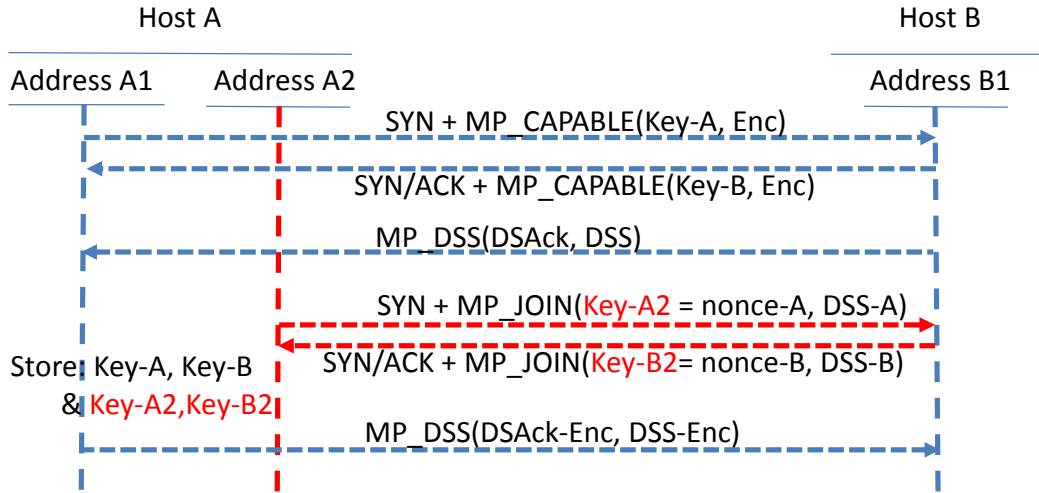 Host A
Host B
Address A1
Address A2
Address B1
SYN + MP_CAPABLE(Key-A, Enc)
SYN/ACK + MP_CAPABLE(Key-B, Enc)
MP_DSS(DSAck, DSS)
SYN + MP_JOIN(Key-A2 = nonce-A, DSS-A)
SYN/ACK + MP_JOIN(Key-B2= nonce-B, DSS-B)
Store: Key-A, Key-B
& Key-A2,Key-B2
MP_DSS(DSAck-Enc, DSS-Enc)